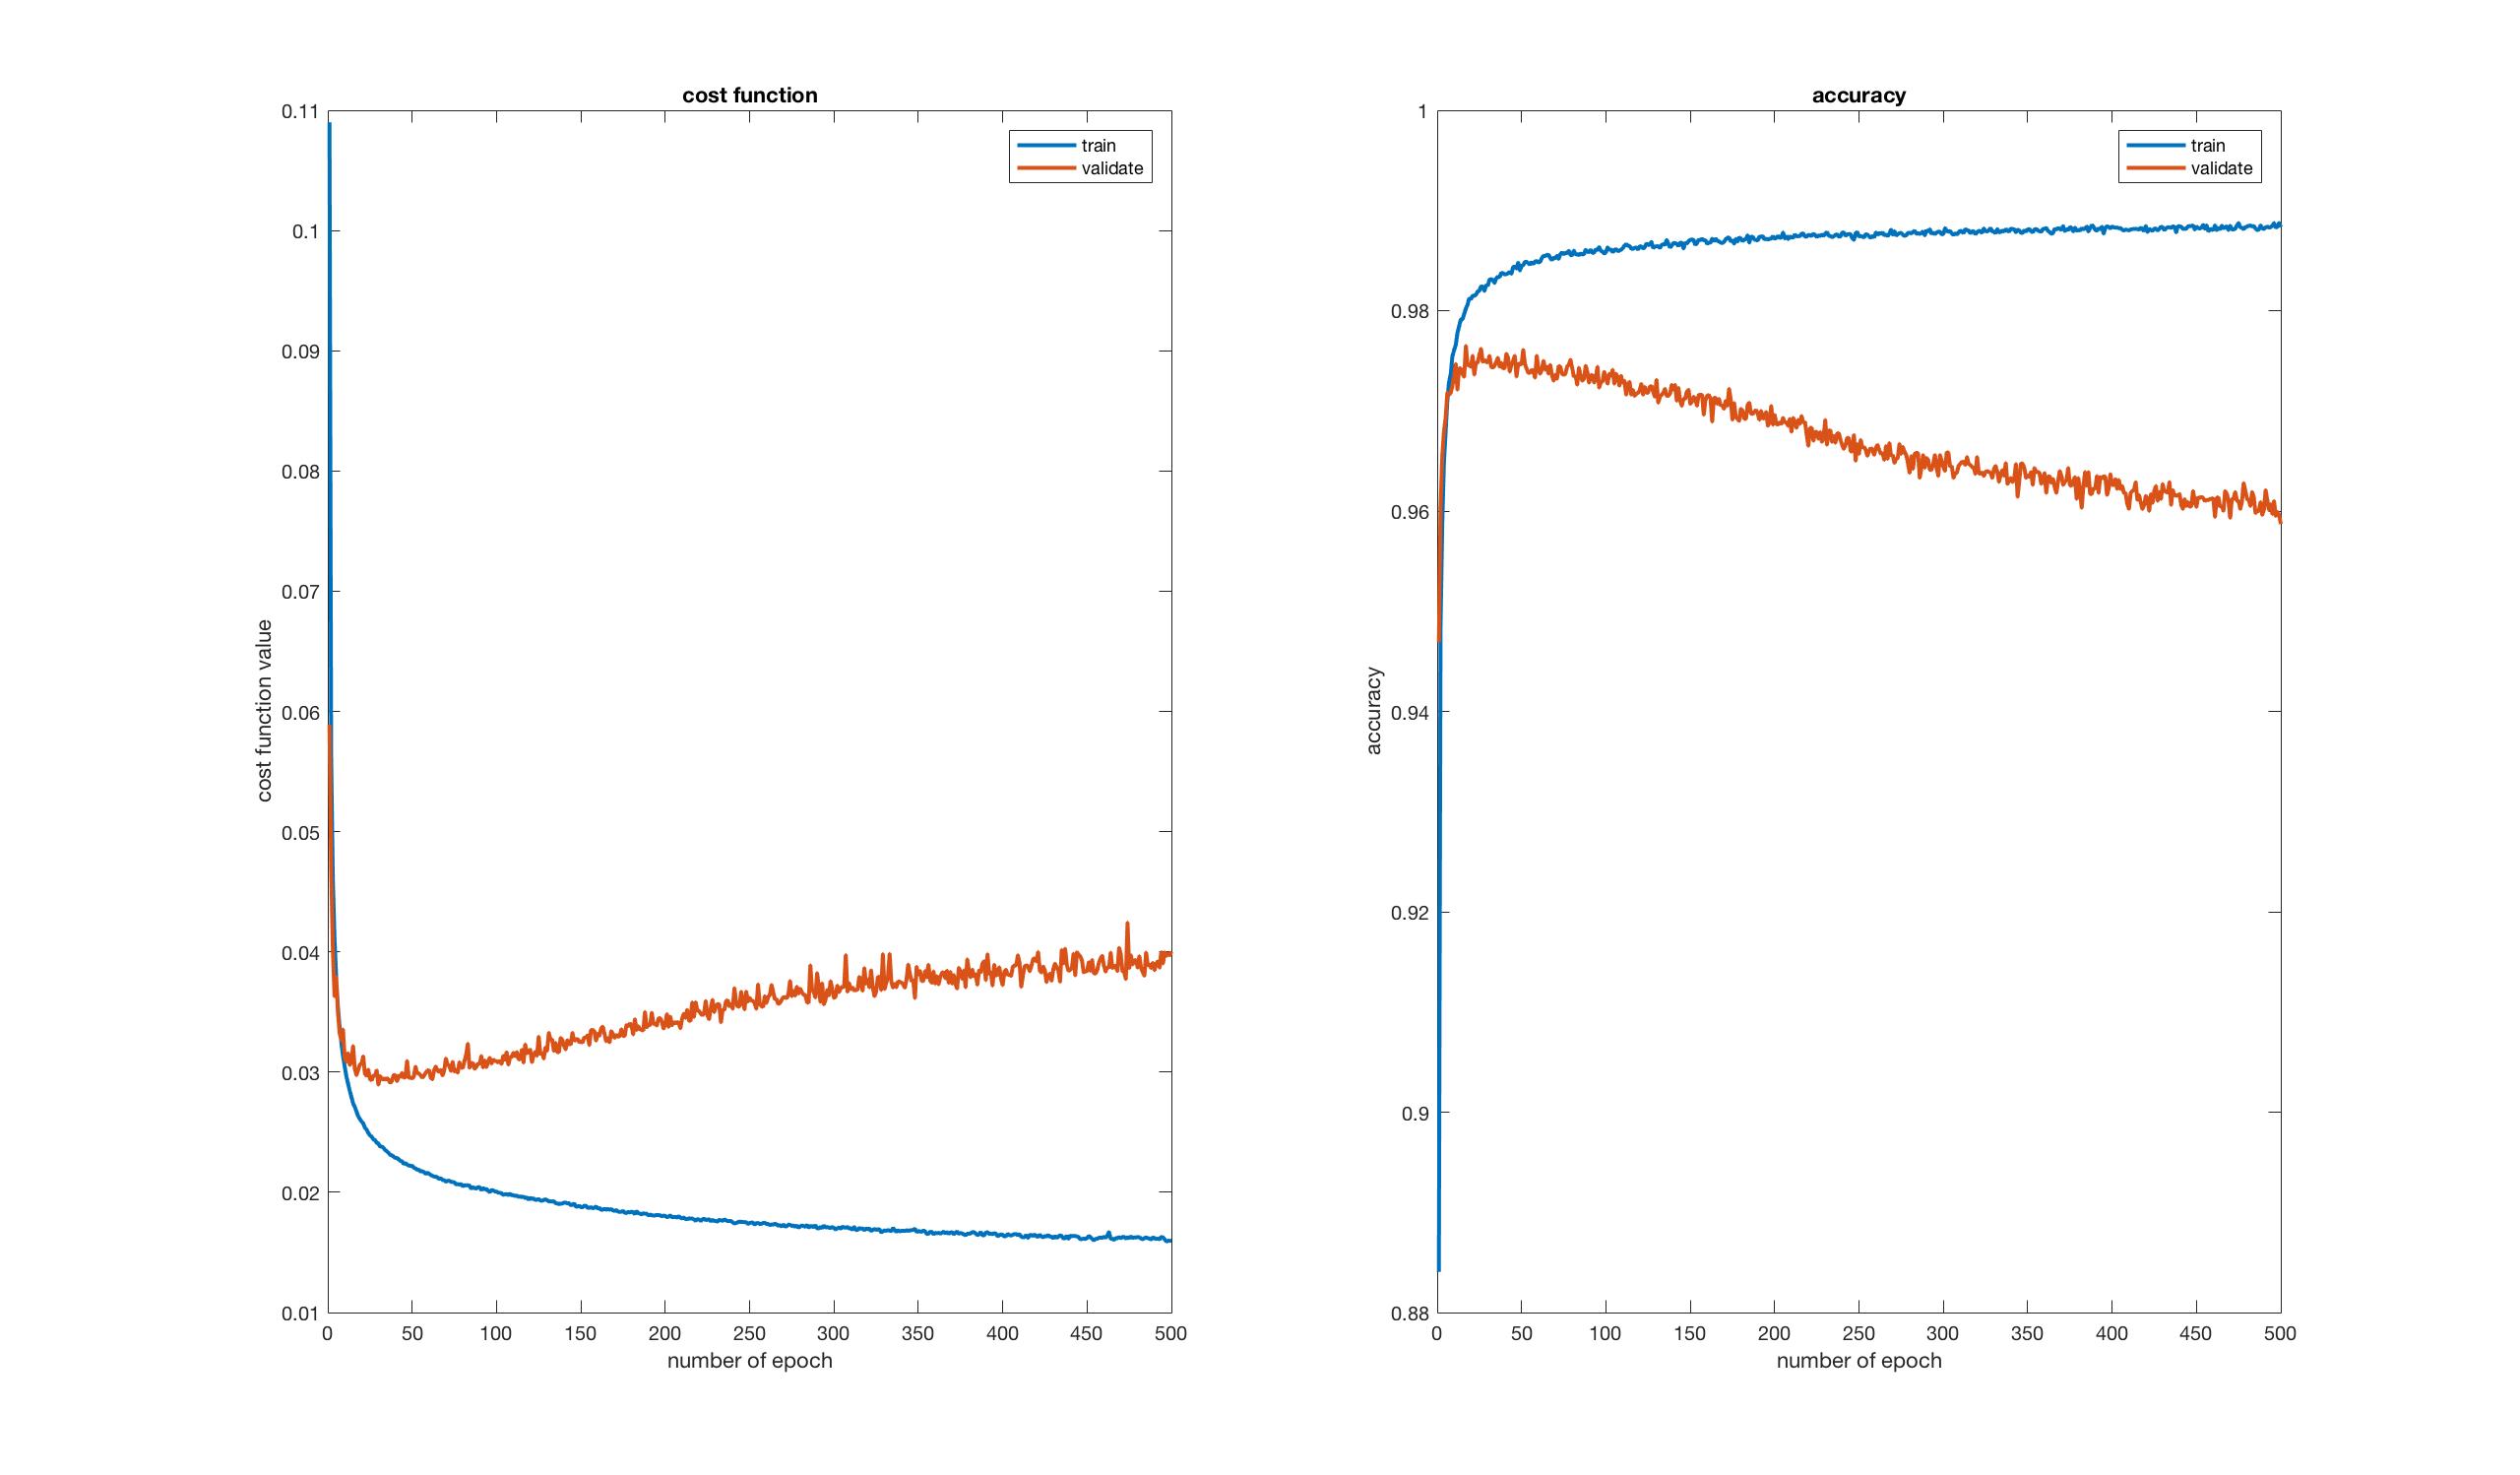 cost function
0.11
0.1
0.09
0.08
0.07
0.06
0.05
0.04
0.03
0.02
0.01
cost function value
train
validate
0 50 100 150 200 250 300 350 400 450 500
number of epoch
accuracy
1
0.98
0.96
0.94
0.92
0.9
0.88
accuracy
train
validate
0 50 100 150 200 250 300 350 400 450 500
number of epoch